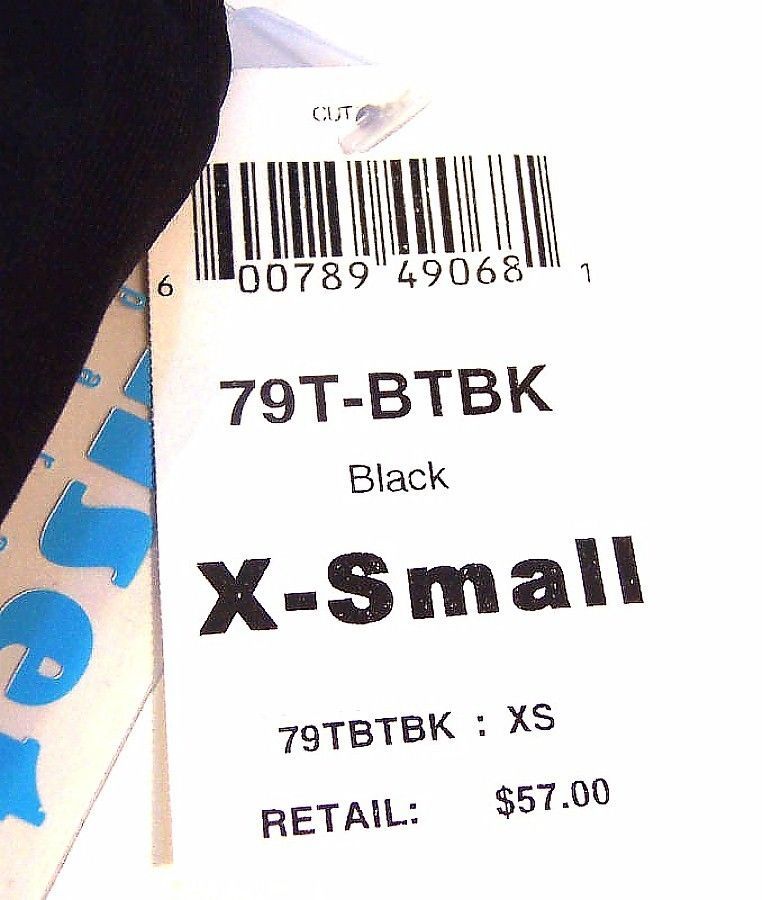 CUT
6 00789 49068 1
79T-BTBK
Black
X-Small
79TBTBK : XS
RETAIL: $57.00